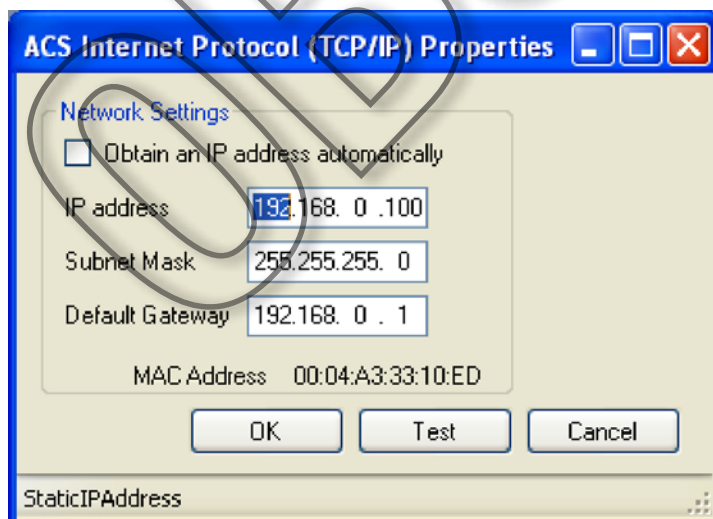 ACS Internet Protocol (TCP/IP) Properties
Network Settings
Obtain an IP address automatically
IP address 192.168. 0 .100
Subnet Mask 255.255.255. 0
Default Gateway 192.168. 0 . 1
MAC Address 00:04:A3:33:10:ED
OK Test Cancel
StaticIPAddress